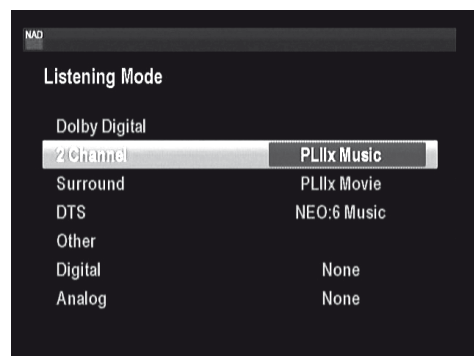 NAD
Listening Mode
Dolby Digital
2 Channel PLIIx Music
Surround PLIIx Movie
DTS NEO:6 Music
Other
Digital None
Analog None